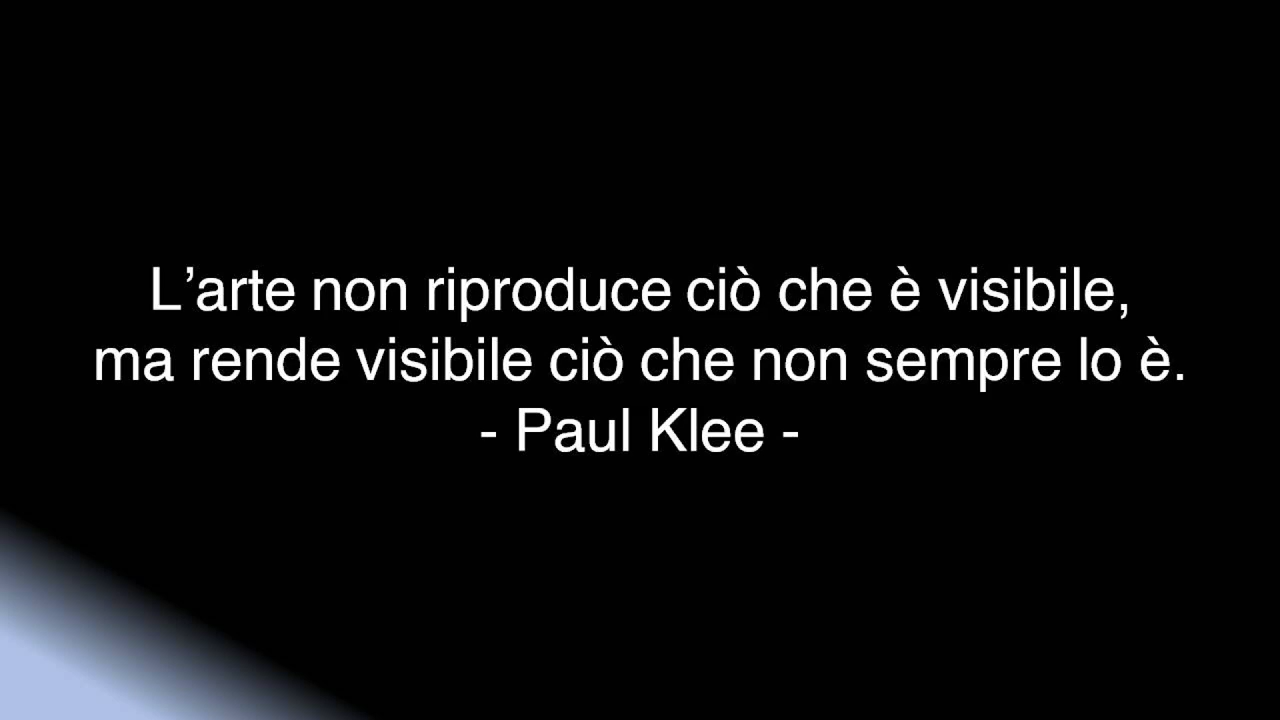 L’arte non riproduce ciò che è visibile,
ma rende visibile ciò che non sempre lo è.
- Paul Klee -